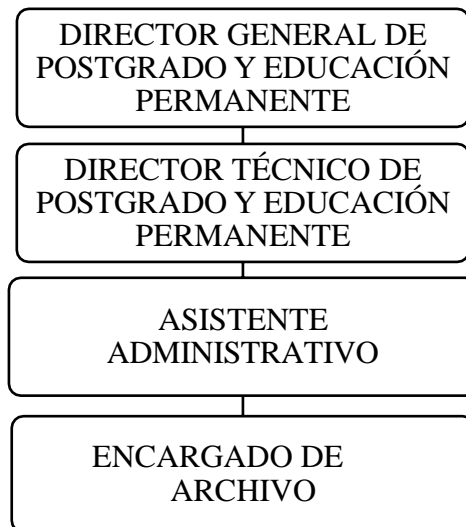 DIRECTOR GENERAL DE
POSTGRADO Y EDUCACIÓN
PERMANENTE
DIRECTOR TÉCNICO DE
POSTGRADO Y EDUCACIÓN
PERMANENTE
ASISTENTE
ADMINISTRATIVO
ENCARGADO DE
ARCHIVO